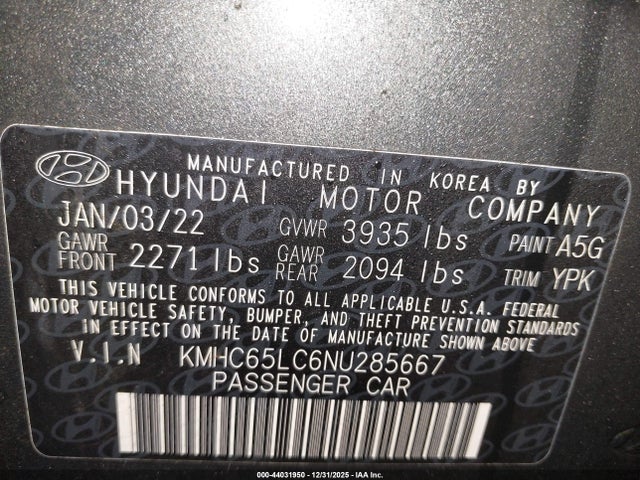 MANUFACTURED IN KOREA BY
HYUNDAI MOTOR COMPANY
JAN/03/22 GVWR 3935 lbs PAINT A5G
GAWR FRONT 2271 lbs GAWR REAR 2094 lbs TRIM YPK
THIS VEHICLE CONFORMS TO ALL APPLICABLE U.S.A. FEDERAL
MOTOR VEHICLE SAFETY, BUMPER, AND THEFT PREVENTION
STANDARDS IN EFFECT ON THE DATE OF MANUFACTURE SHOWN ABOVE
V.I.N KMHC65LC6NU285667
PASSENGER CAR
000-44031950 - 12/31/2025 - IAA Inc.